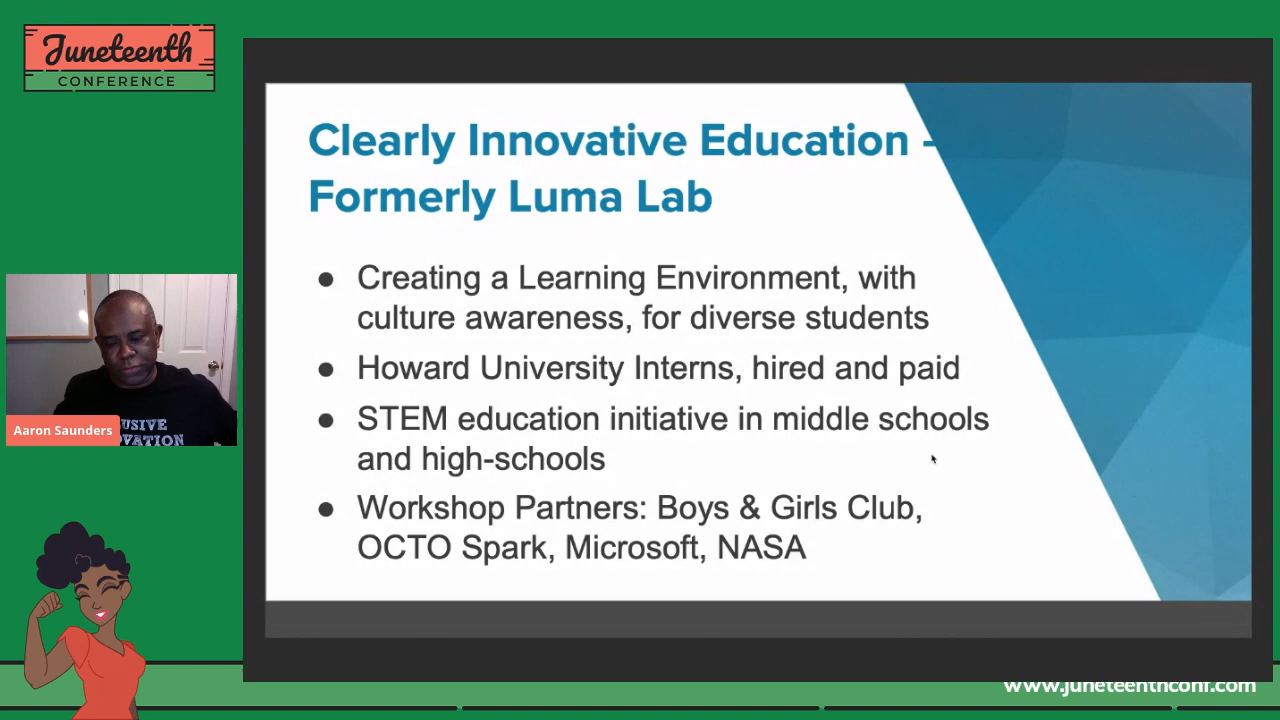 Juneteenth
CONFERENCE
Clearly Innovative Education -
Formerly Luma Lab
● Creating a Learning Environment, with
culture awareness, for diverse students
● Howard University Interns, hired and paid
● STEM education initiative in middle schools
and high-schools
● Workshop Partners: Boys & Girls Club,
OCTO Spark, Microsoft, NASA
Aaron Saunders
www.juneteenthconf.com